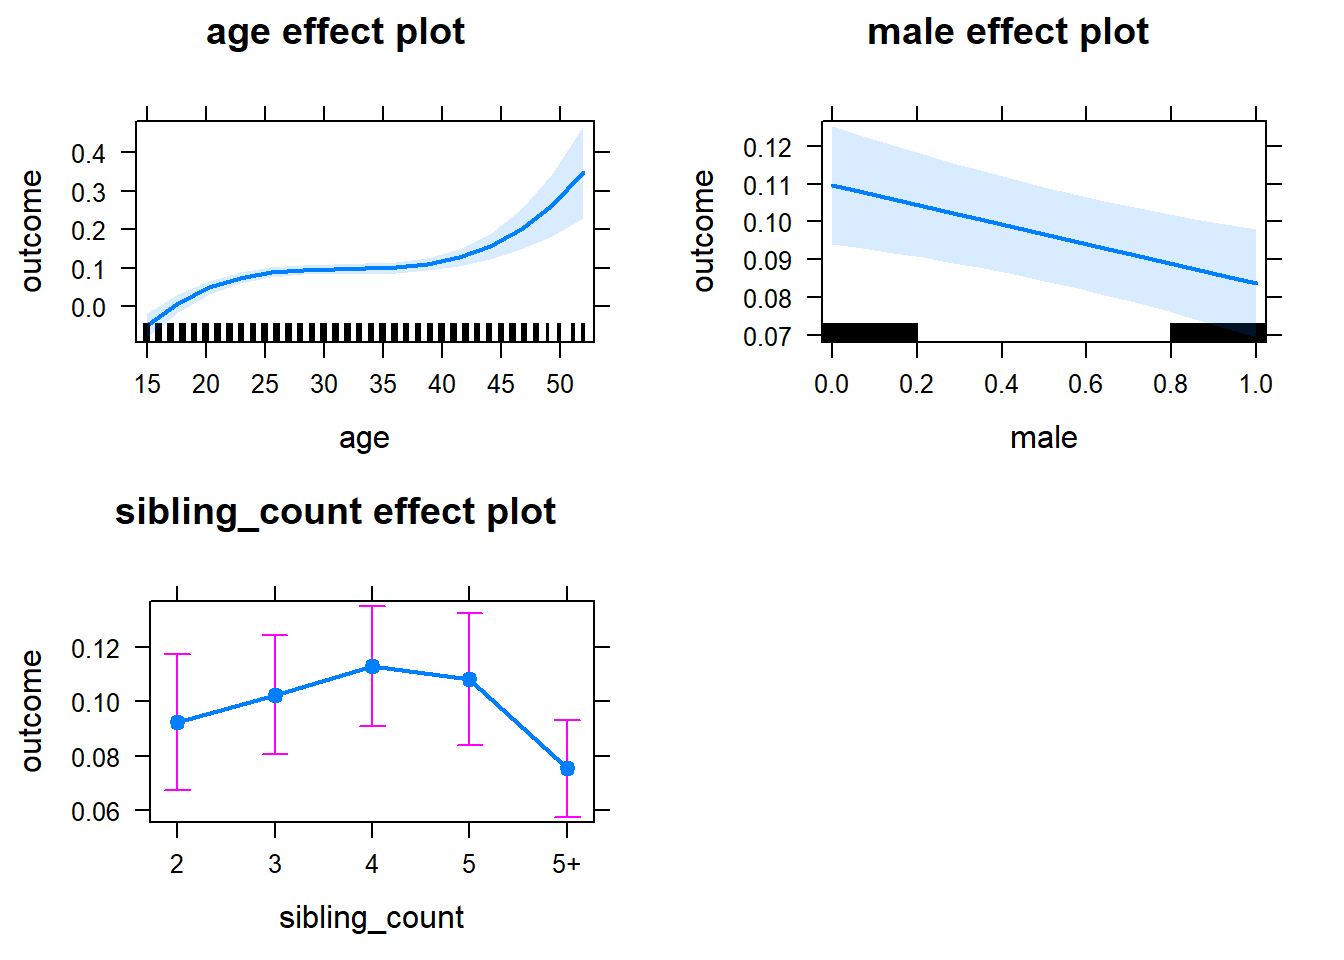 age effect plot
outcome
0.4
0.3
0.2
0.1
0.0
15 20 25 30 35 40 45 50
age
male effect plot
outcome
0.12
0.11
0.10
0.09
0.08
0.07
0.0 0.2 0.4 0.6 0.8 1.0
male
sibling_count effect plot
outcome
0.12
0.10
0.08
0.06
2 3 4 5 5+
sibling_count